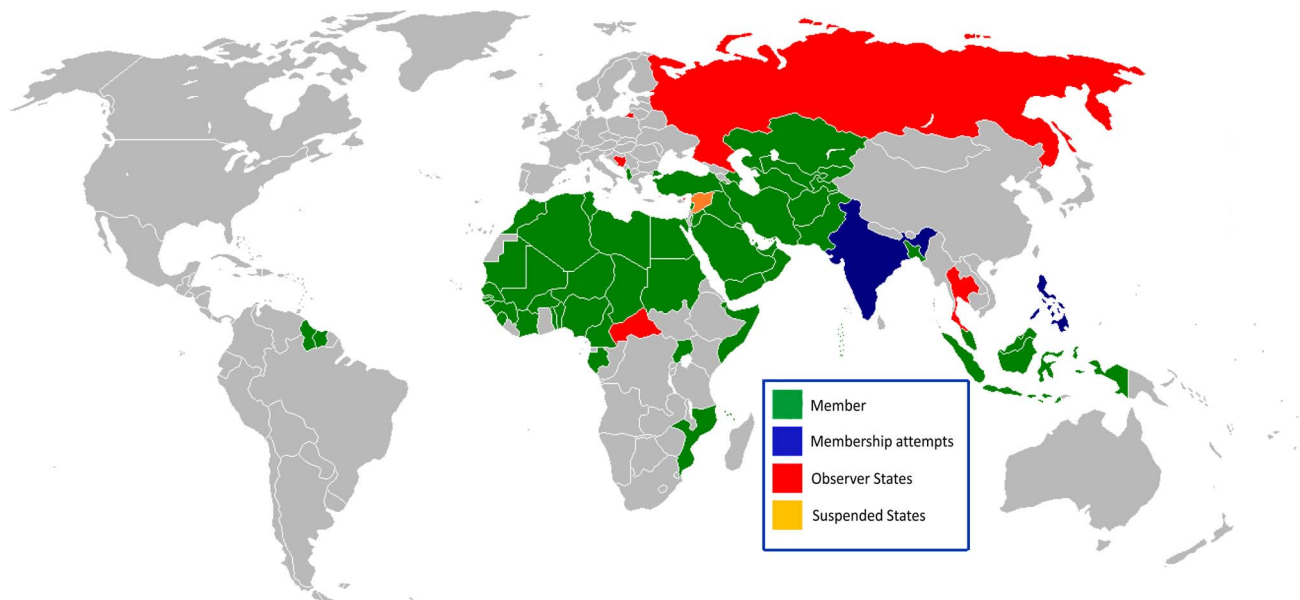 Member
Membership attempts
Observer States
Suspended States